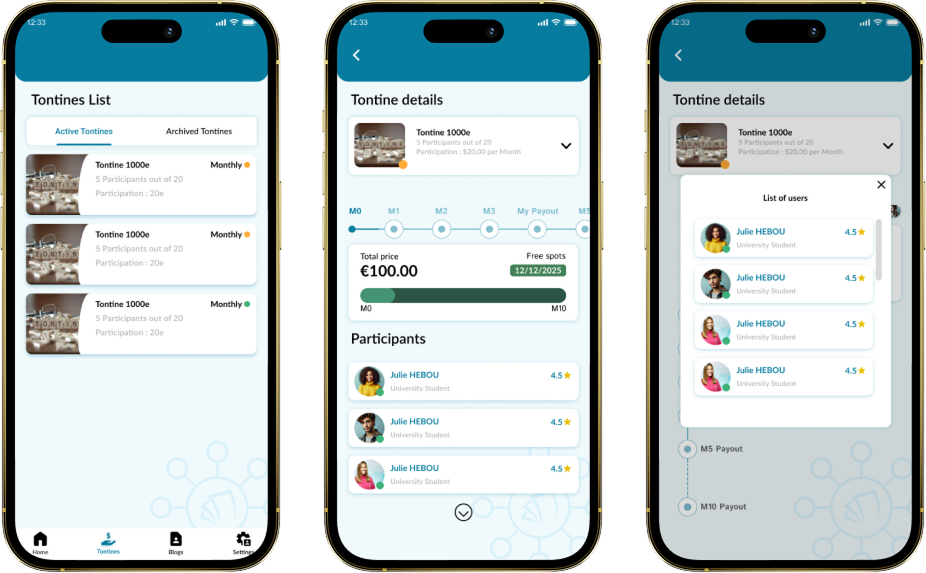 12:33
Tontines List
Active Tontines Archived Tontines
TONTIN
Tontine 1000e Monthly
5 Participants out of 20
Participation : 20e
TONTIN
Tontine 1000e Monthly
5 Participants out of 20
Participation : 20e
TONTIN
Tontine 1000e Monthly
5 Participants out of 20
Participation : 20e
Home Tontines Blogs Settings
12:33
Tontine details
TONTINE
Tontine 1000e
5 Participants out of 20
Participation : $20,00 per Month
M0 M1 M2 M3 My Payout M5
Total price Free spots
€100.00 12/12/2025
M0 M10
Participants
Julie HEBOU 4.5
University Student
Julie HEBOU 4.5
University Student
Julie HEBOU 4.5
University Student
12:33
Tontine details
TONTINE
Tontine 1000e
5 Participants out of 20
Participation : $20,00 per Month
List of users
Julie HEBOU 4.5
University Student
Julie HEBOU 4.5
University Student
Julie HEBOU 4.5
University Student
Julie HEBOU 4.5
University Student
M5 Payout
M10 Payout